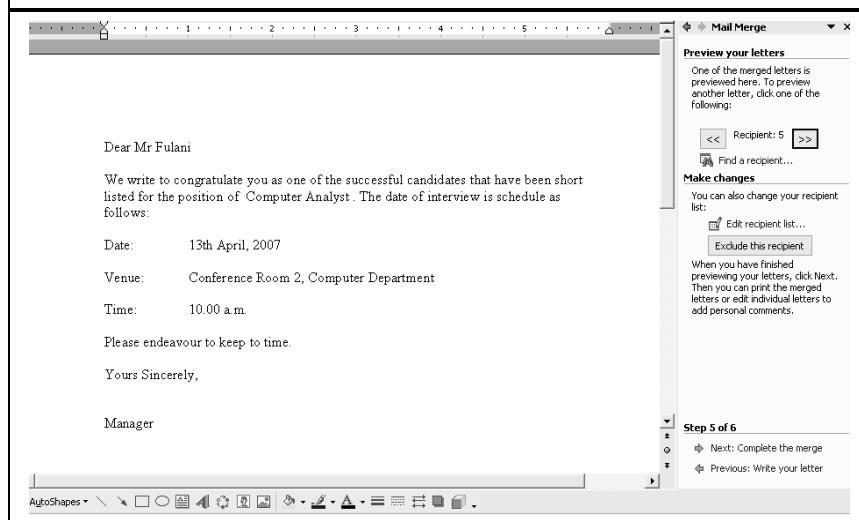 1 2 3 4 5
Mail Merge
Dear Mr Fulani
We write to congratulate you as one of the successful candidates that have been short
listed for the position of  Computer Analyst . The date of interview is schedule as
follows:
Date: 13th April, 2007
Venue: Conference Room 2, Computer Department
Time: 10.00 a.m.
Please endeavour to keep to time.
Yours Sincerely,
Manager
Preview your letters
One of the merged letters is
previewed here. To preview
another letter, click one of the
following:
<< Recipient: 5 >>
Find a recipient...
Make changes
You can also change your recipient
list:
Edit recipient list...
Exclude this recipient
When you have finished
previewing your letters, click Next.
Then you can print the merged
letters or edit individual letters to
add personal comments.
Step 5 of 6
Next: Complete the merge
Previous: Write your letter
AutoShapes